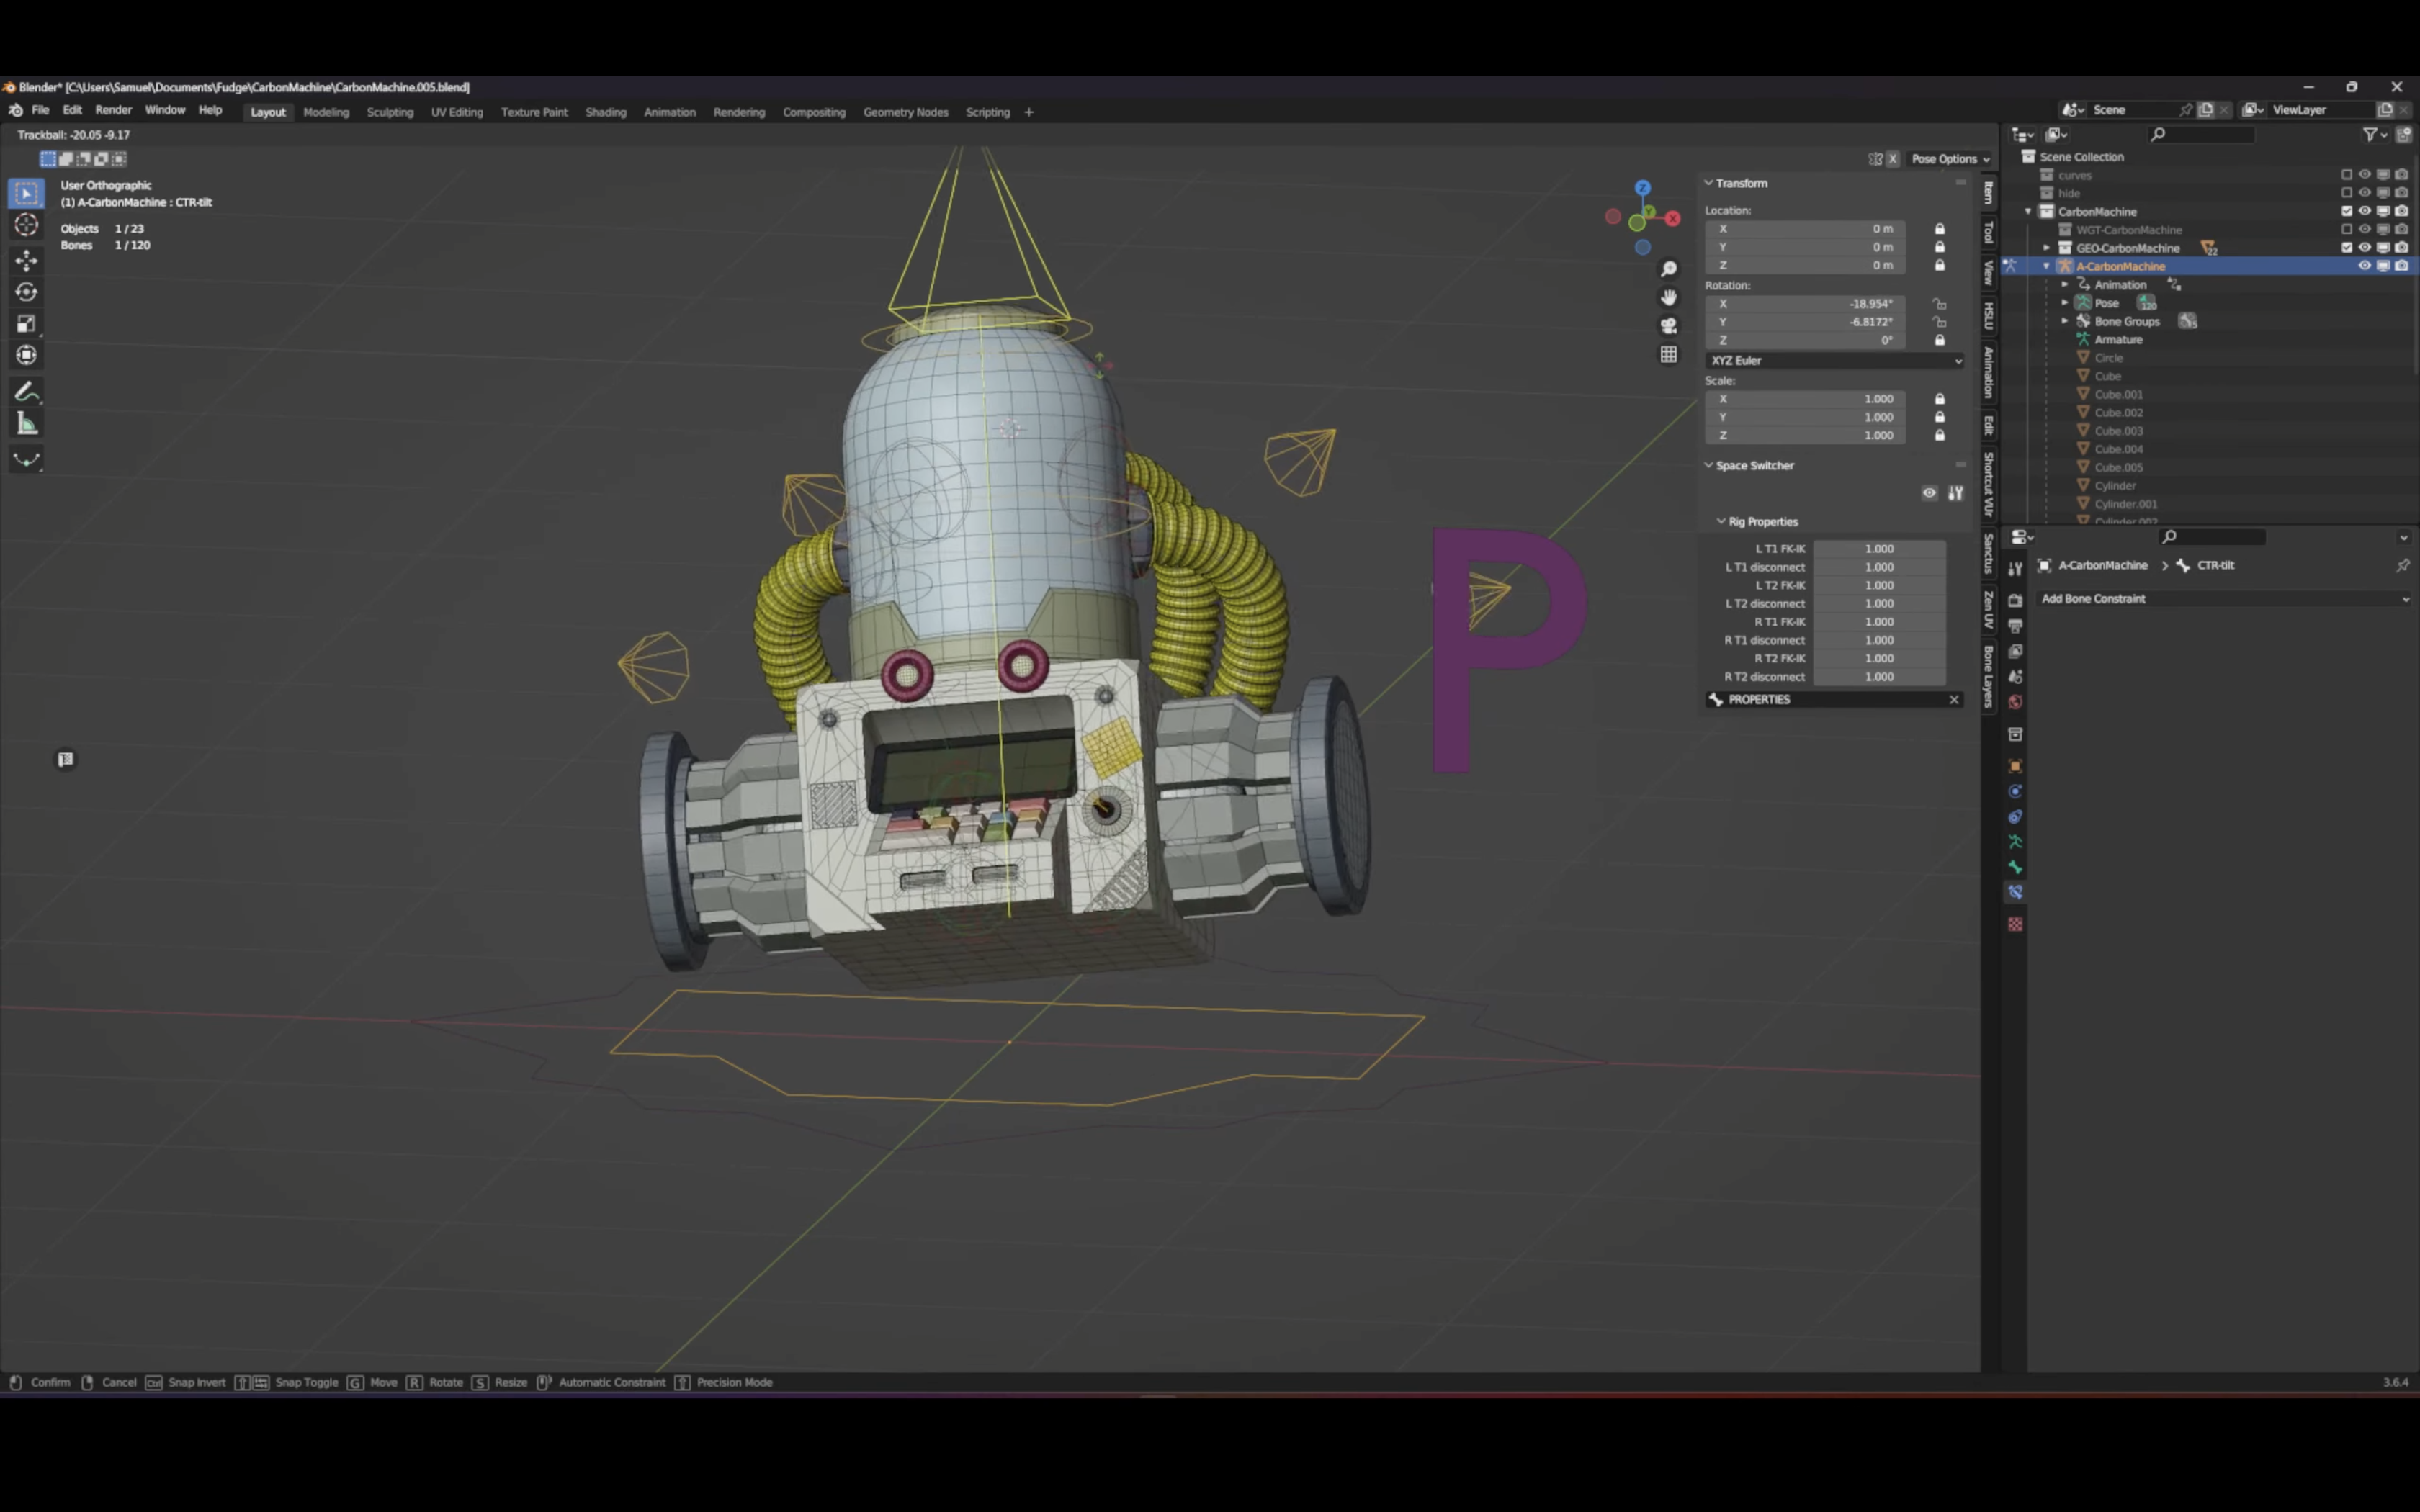 Blender* [C:\Users\Samuel\Documents\Fudge\CarbonMachine\CarbonMachine.005.blend]
File Edit Render Window Help Layout Modeling Sculpting UV Editing Texture Paint Shading Animation Rendering Compositing Geometry Nodes Scripting +
Scene ViewLayer
Trackball: -20.05 -9.17
X Pose Options
User Orthographic
(1) A-CarbonMachine : CTR-tilt
Objects 1 / 23
Bones 1 / 120
Z
Y
X
P
Transform
Location:
X 0 m
Y 0 m
Z 0 m
Rotation:
X -18.954°
Y -6.8172°
Z 0°
XYZ Euler
Scale:
X 1.000
Y 1.000
Z 1.000
Space Switcher
Rig Properties
L T1 FK-IK 1.000
L T1 disconnect 1.000
L T2 FK-IK 1.000
L T2 disconnect 1.000
R T1 FK-IK 1.000
R T1 disconnect 1.000
R T2 FK-IK 1.000
R T2 disconnect 1.000
PROPERTIES
Item
Tool
View
HSLU
Animation
Edit
Shortcut VUr
Sanctus
Zen UV
Bone Layers
Scene Collection
curves
hide
CarbonMachine
WGT-CarbonMachine
GEO-CarbonMachine 22
A-CarbonMachine
Animation
Pose 120
Bone Groups 5
Armature
Circle
Cube
Cube.001
Cube.002
Cube.003
Cube.004
Cube.005
Cylinder
Cylinder.001
Cylinder.002
A-CarbonMachine > CTR-tilt
Add Bone Constraint
Confirm Cancel Ctrl Snap Invert Snap Toggle G Move R Rotate S Resize Automatic Constraint Precision Mode
3.6.4